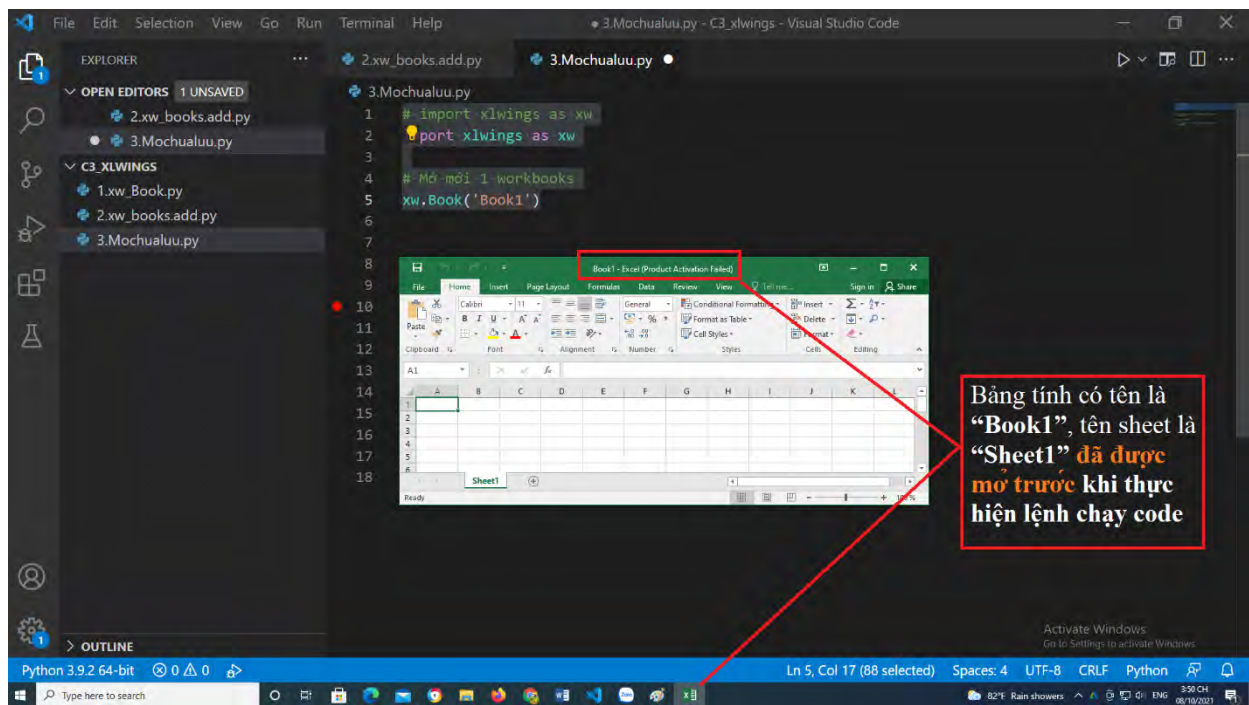 File Edit Selection View Go Run Terminal Help
● 3.Mochualuu.py - C3_xlwings - Visual Studio Code
EXPLORER
2.xw_books.add.py
3.Mochualuu.py
OPEN EDITORS 1 UNSAVED
2.xw_books.add.py
3.Mochualuu.py
C3_XLWINGS
1.xw_Book.py
2.xw_books.add.py
3.Mochualuu.py
OUTLINE
3.Mochualuu.py
1 # import xlwings as xw
2 port xlwings as xw
3
4 # Mở mới 1 workbooks
5 xw.Book('Book1')
6
7
8
9
10
11
12
13
14
15
16
17
18
Book1 - Excel (Product Activation Failed)
File Home Insert Page Layout Formulas Data Review View Tell me... Sign in Share
Paste
Calibri 11
B I U
General
Conditional Formatting
Format as Table
Cell Styles
Insert
Delete
Format
Clipboard Font Alignment Number Styles Cells Editing
A1 fx
A B C D E F G H I J K L
1
2
3
4
5
6
Sheet1
Ready
Bảng tính có tên là
“Book1”, tên sheet là
“Sheet1” đã được
mở trước khi thực
hiện lệnh chạy code
Activate Windows
Go to Settings to activate Windows.
Python 3.9.2 64-bit 0 0
Ln 5, Col 17 (88 selected) Spaces: 4 UTF-8 CRLF Python
Type here to search
82°F Rain showers ENG
3:50 CH
08/10/2021